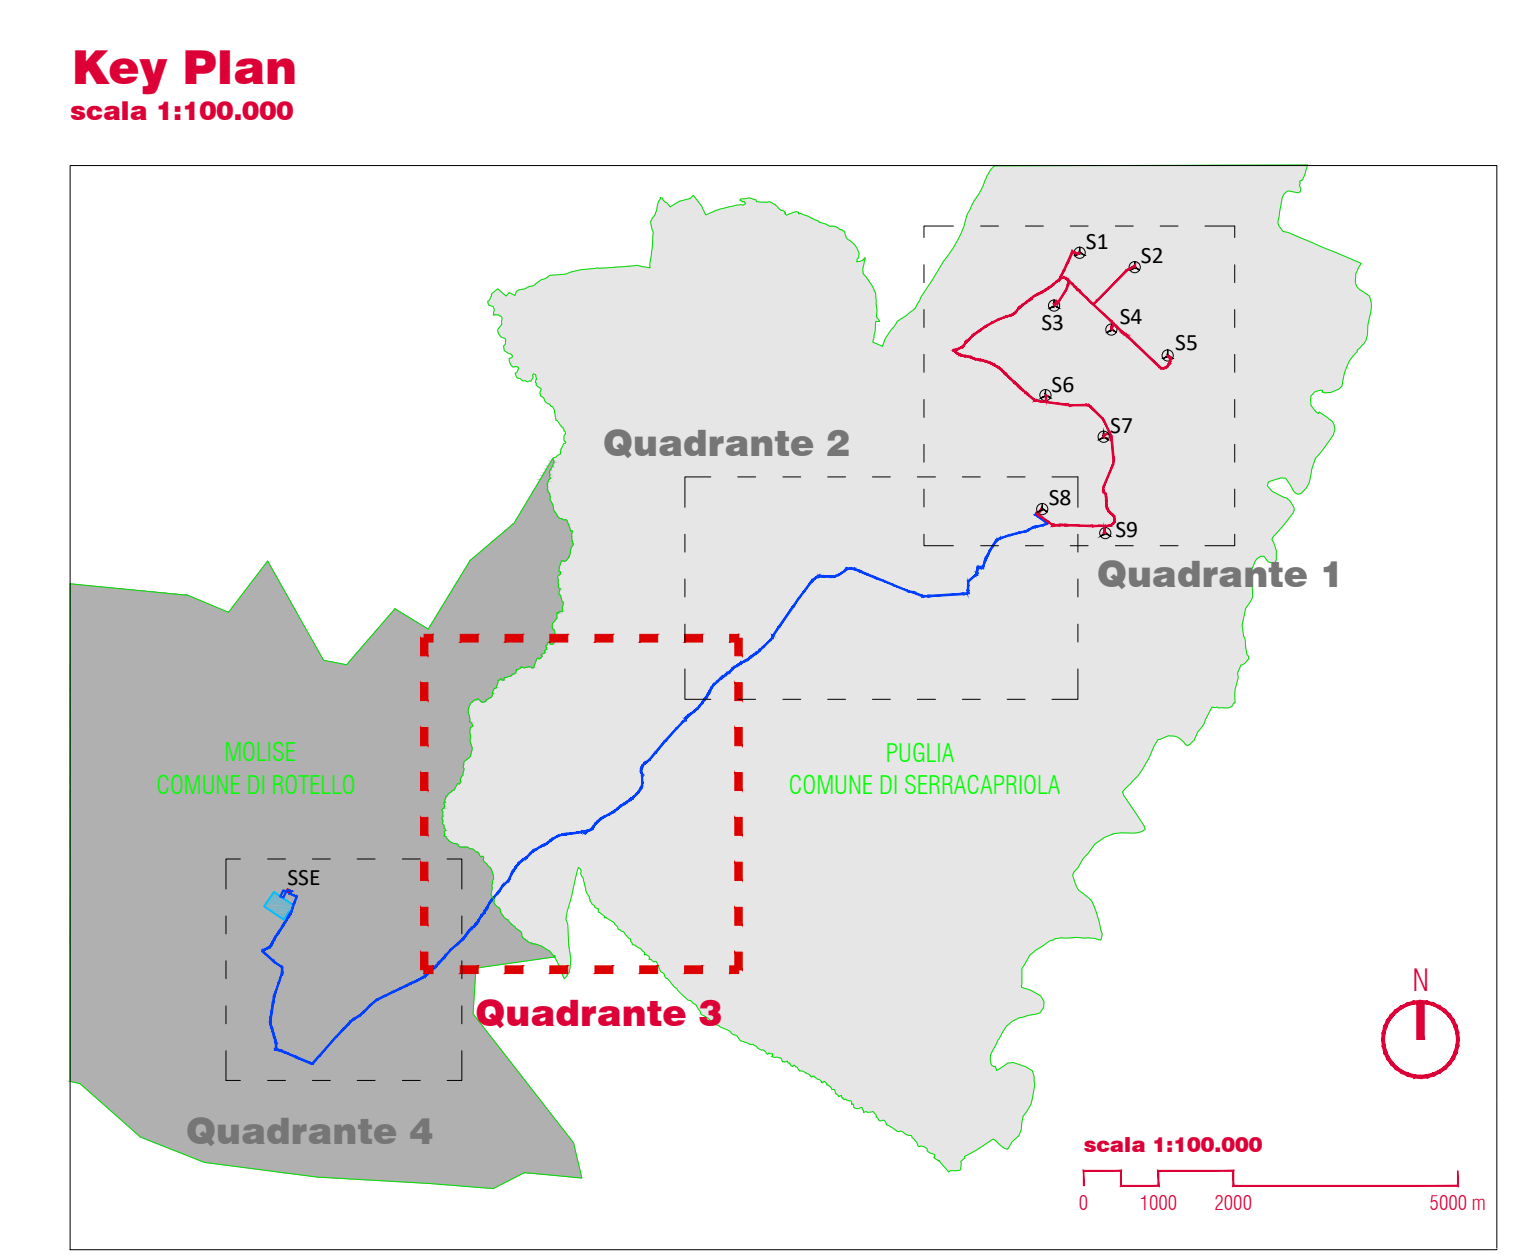 Key Plan
scala 1:100.000
S1
S2
S3
S4
S5
S6
S7
S8
S9
Quadrante 2
Quadrante 1
MOLISE
COMUNE DI ROTELLO
PUGLIA
COMUNE DI SERRACAPRIOLA
SSE
Quadrante 3
Quadrante 4
N
scala 1:100.000
0 1000 2000 5000 m